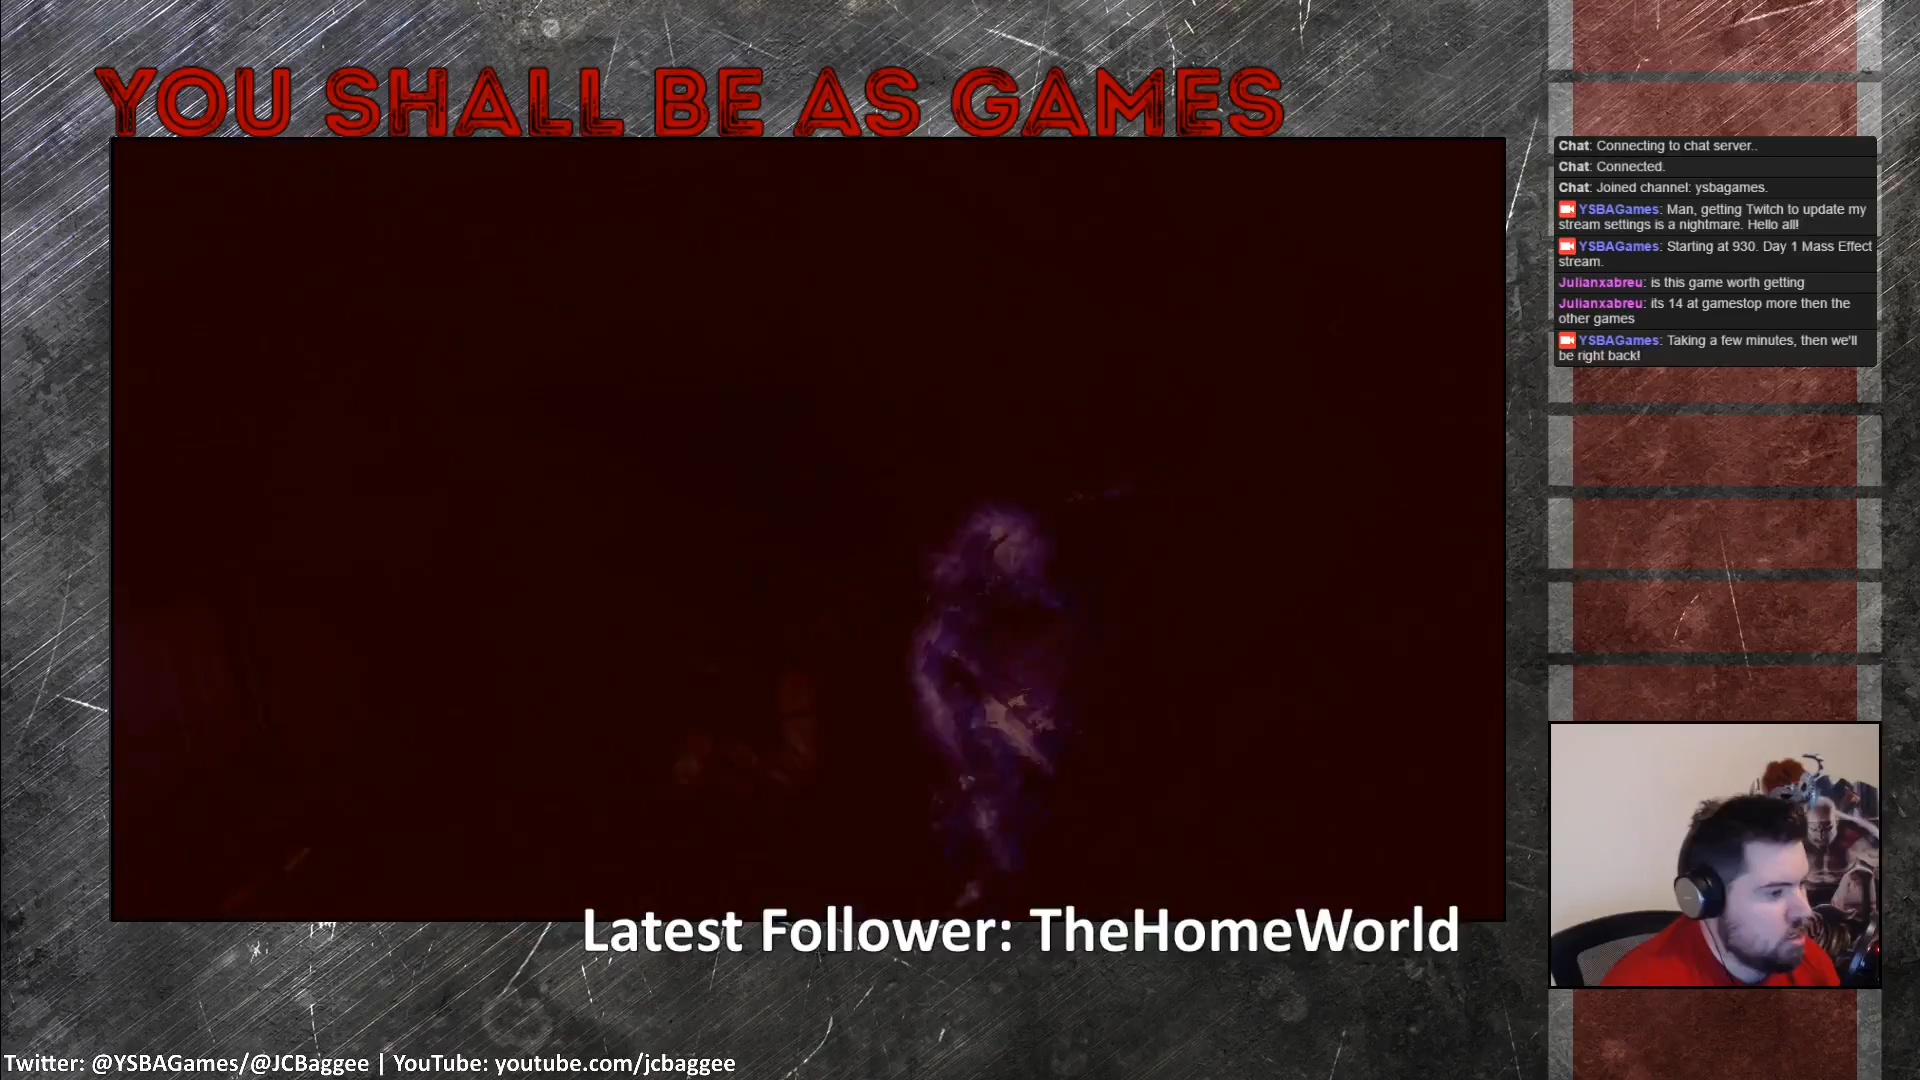 YOU SHALL BE AS GAMES
Chat: Connecting to chat server..
Chat: Connected.
Chat: Joined channel: ysbagames.
YSBAGames: Man, getting Twitch to update my
stream settings is a nightmare. Hello all!
YSBAGames: Starting at 930. Day 1 Mass Effect
stream.
Julianxabreu: is this game worth getting
Julianxabreu: its 14 at gamestop more then the
other games
YSBAGames: Taking a few minutes, then we'll
be right back!
Latest Follower: TheHomeWorld
Twitter: @YSBAGames/@JCBaggee | YouTube: youtube.com/jcbaggee